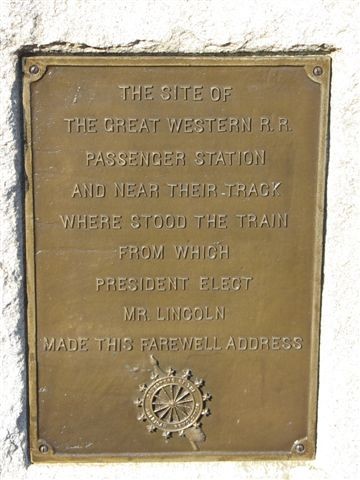 THE SITE OF
THE GREAT WESTERN R.R.
PASSENGER STATION
AND NEAR THEIR TRACK
WHERE STOOD THE TRAIN
FROM WHICH
PRESIDENT ELECT
MR. LINCOLN
MADE THIS FAREWELL ADDRESS